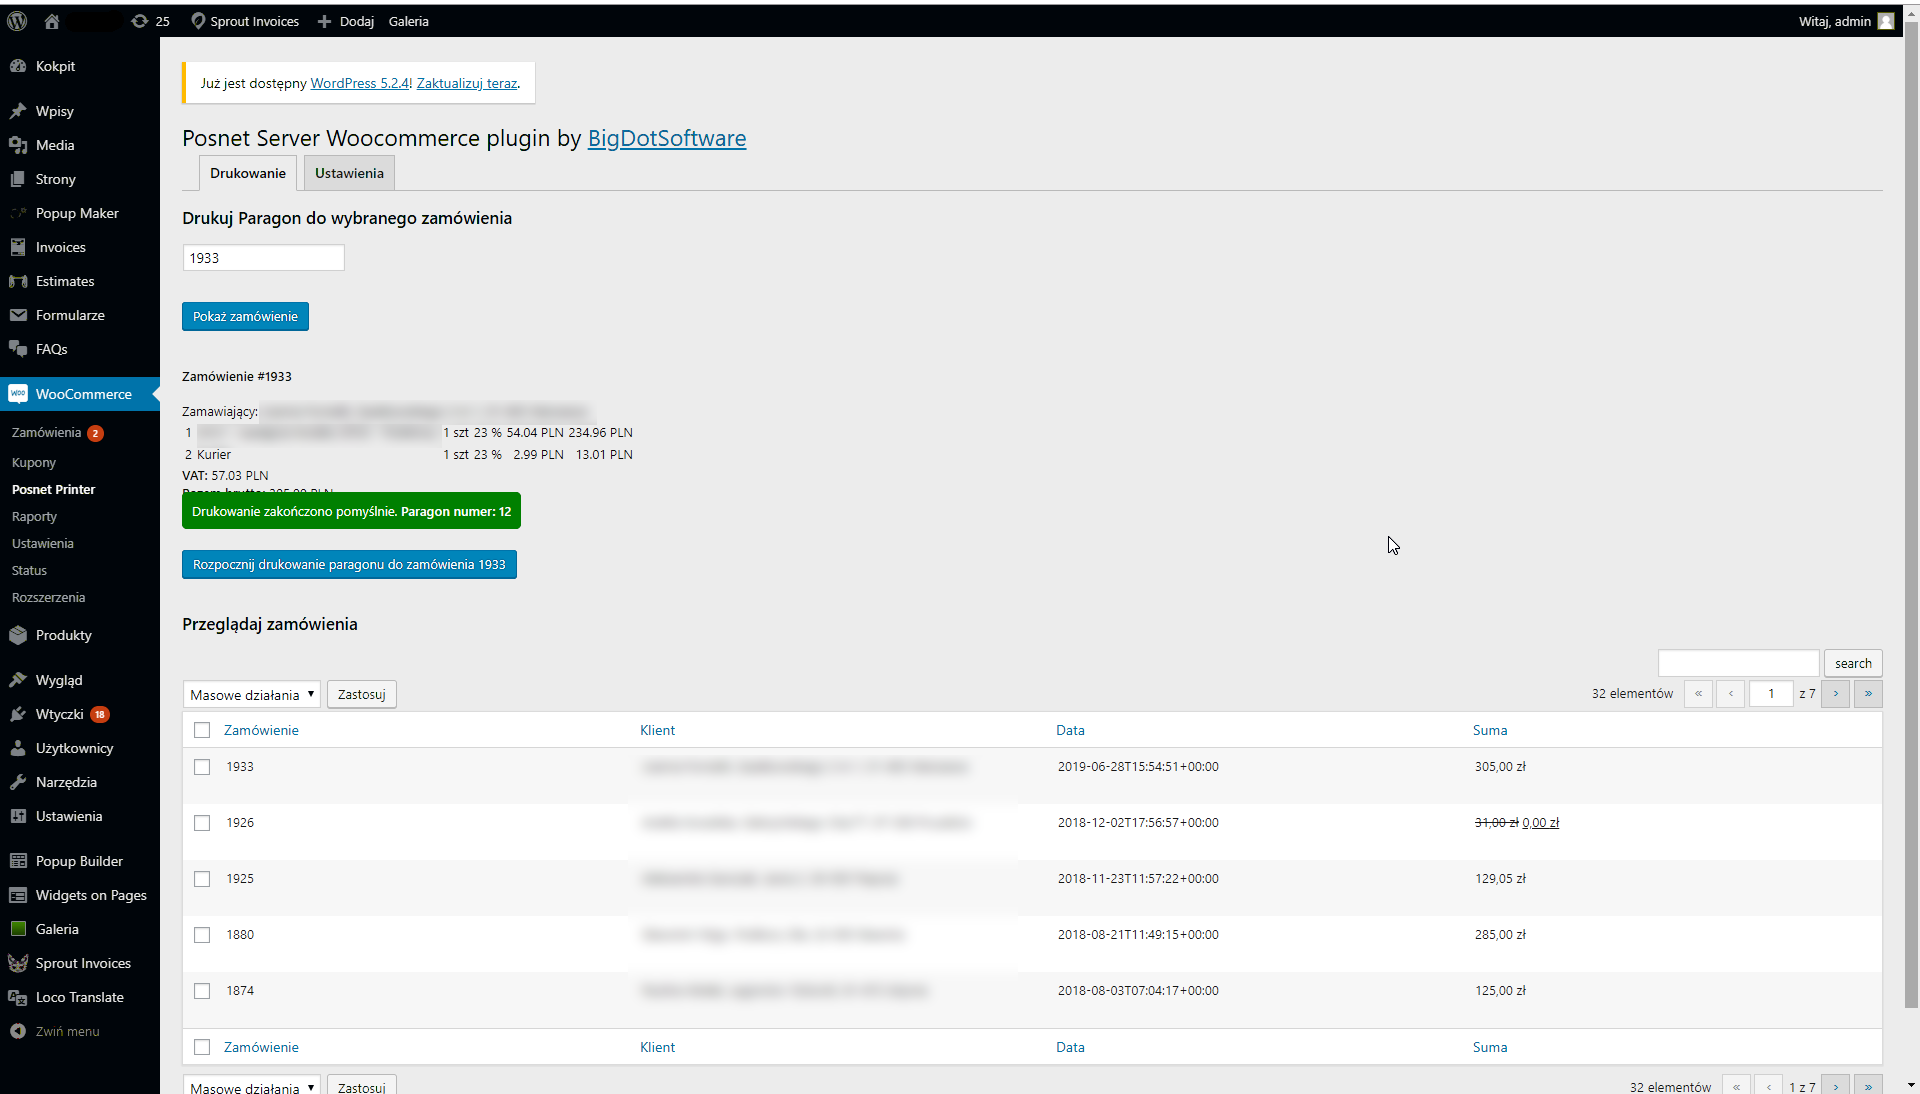 25 Sprout Invoices Dodaj Galeria Witaj, admin
Kokpit
Wpisy
Media
Strony
Popup Maker
Invoices
Estimates
Formularze
FAQs
WooCommerce
Zamówienia 2
Kupony
Posnet Printer
Raporty
Ustawienia
Status
Rozszerzenia
Produkty
Wygląd
Wtyczki 18
Użytkownicy
Narzędzia
Ustawienia
Popup Builder
Widgets on Pages
Galeria
Sprout Invoices
Loco Translate
Zwiń menu
Już jest dostępny WordPress 5.2.4! Zaktualizuj teraz.
Posnet Server Woocommerce plugin by BigDotSoftware
Drukowanie Ustawienia
Drukuj Paragon do wybranego zamówienia
1933
Pokaż zamówienie
Zamówienie #1933
Zamawiający:
1 1 szt 23 % 54.04 PLN 234.96 PLN
2 Kurier 1 szt 23 % 2.99 PLN 13.01 PLN
VAT: 57.03 PLN
Drukowanie zakończono pomyślnie. Paragon numer: 12
Rozpocznij drukowanie paragonu do zamówienia 1933
Przeglądaj zamówienia
search
Masowe działania Zastosuj 32 elementów « ‹ 1 z 7 › »
Zamówienie Klient Data Suma
1933 2019-06-28T15:54:51+00:00 305,00 zł
1926 2018-12-02T17:56:57+00:00 31,00 zł 0,00 zł
1925 2018-11-23T11:57:22+00:00 129,05 zł
1880 2018-08-21T11:49:15+00:00 285,00 zł
1874 2018-08-03T07:04:17+00:00 125,00 zł
Zamówienie Klient Data Suma
Masowe działania Zastosuj 32 elementów « ‹ 1 z 7 › »